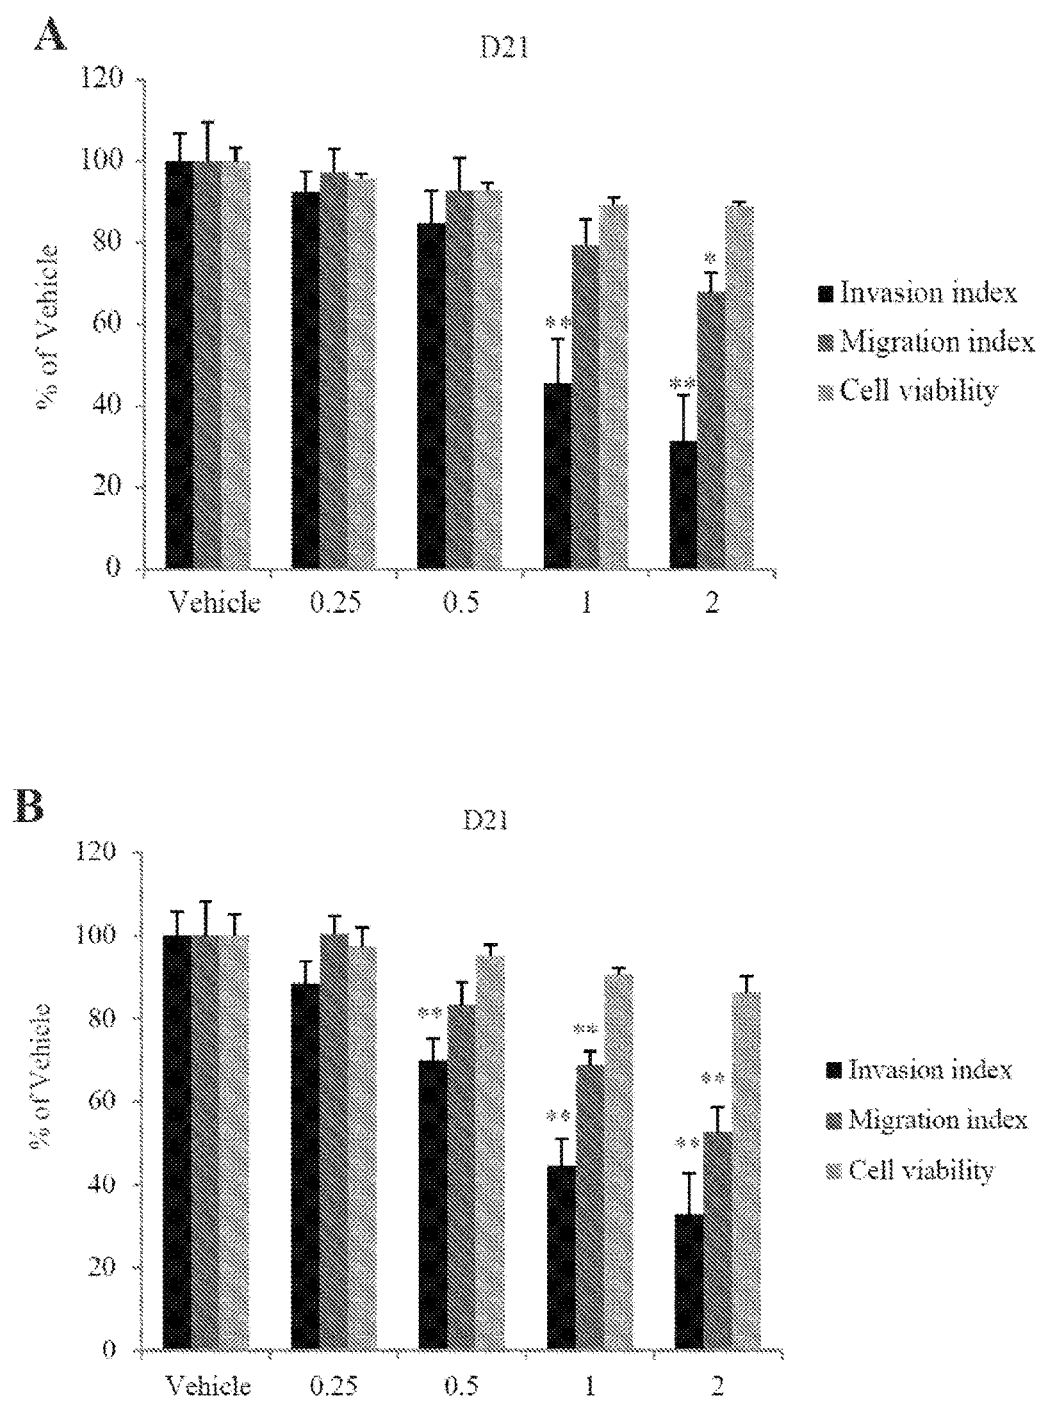 A
D21
120
100
80
60
40
20
0
% of Vehicle
**
**
*
Vehicle 0.25 0.5 1 2
Invasion index
Migration index
Cell viability
B
D21
120
100
80
60
40
20
0
% of Vehicle
**
**
**
**
**
Vehicle 0.25 0.5 1 2
Invasion index
Migration index
Cell viability